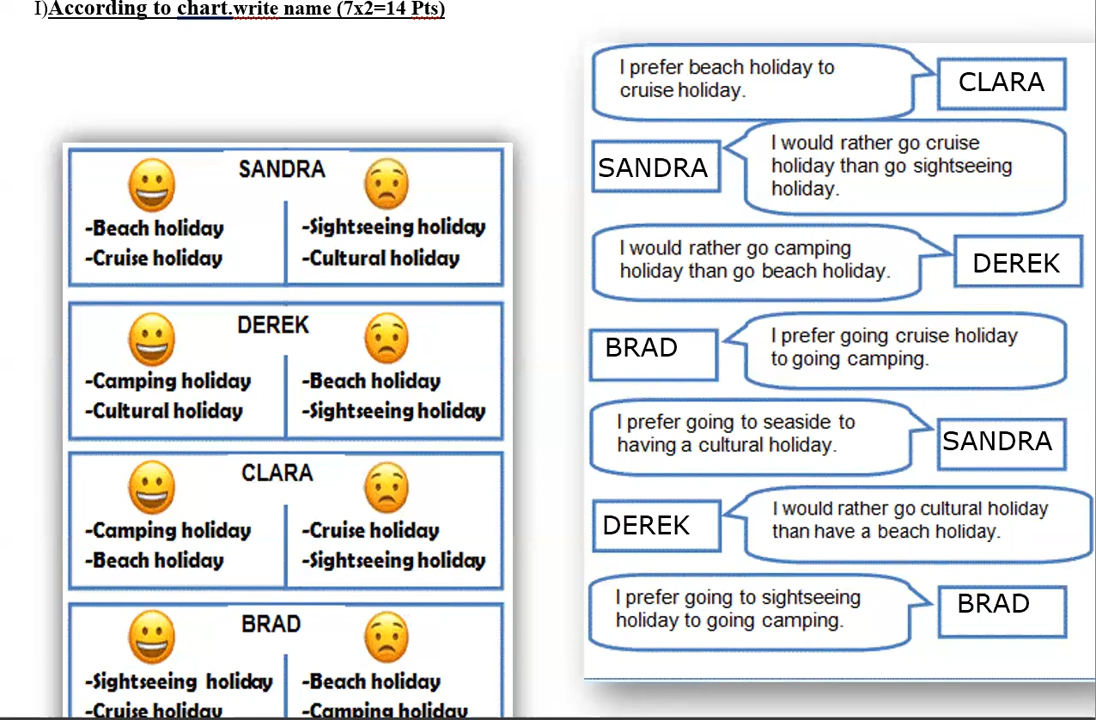 I)According to chart.write name (7x2=14 Pts)
SANDRA
-Beach holiday
-Cruise holiday
-Sightseeing holiday
-Cultural holiday
DEREK
-Camping holiday
-Cultural holiday
-Beach holiday
-Sightseeing holiday
CLARA
-Camping holiday
-Beach holiday
-Cruise holiday
-Sightseeing holiday
BRAD
-Sightseeing holiday
-Cruise holiday
-Beach holiday
-Camping holiday
I prefer beach holiday to
cruise holiday.
CLARA
SANDRA
I would rather go cruise
holiday than go sightseeing
holiday.
I would rather go camping
holiday than go beach holiday.
DEREK
BRAD
I prefer going cruise holiday
to going camping.
I prefer going to seaside to
having a cultural holiday.
SANDRA
DEREK
I would rather go cultural holiday
than have a beach holiday.
I prefer going to sightseeing
holiday to going camping.
BRAD